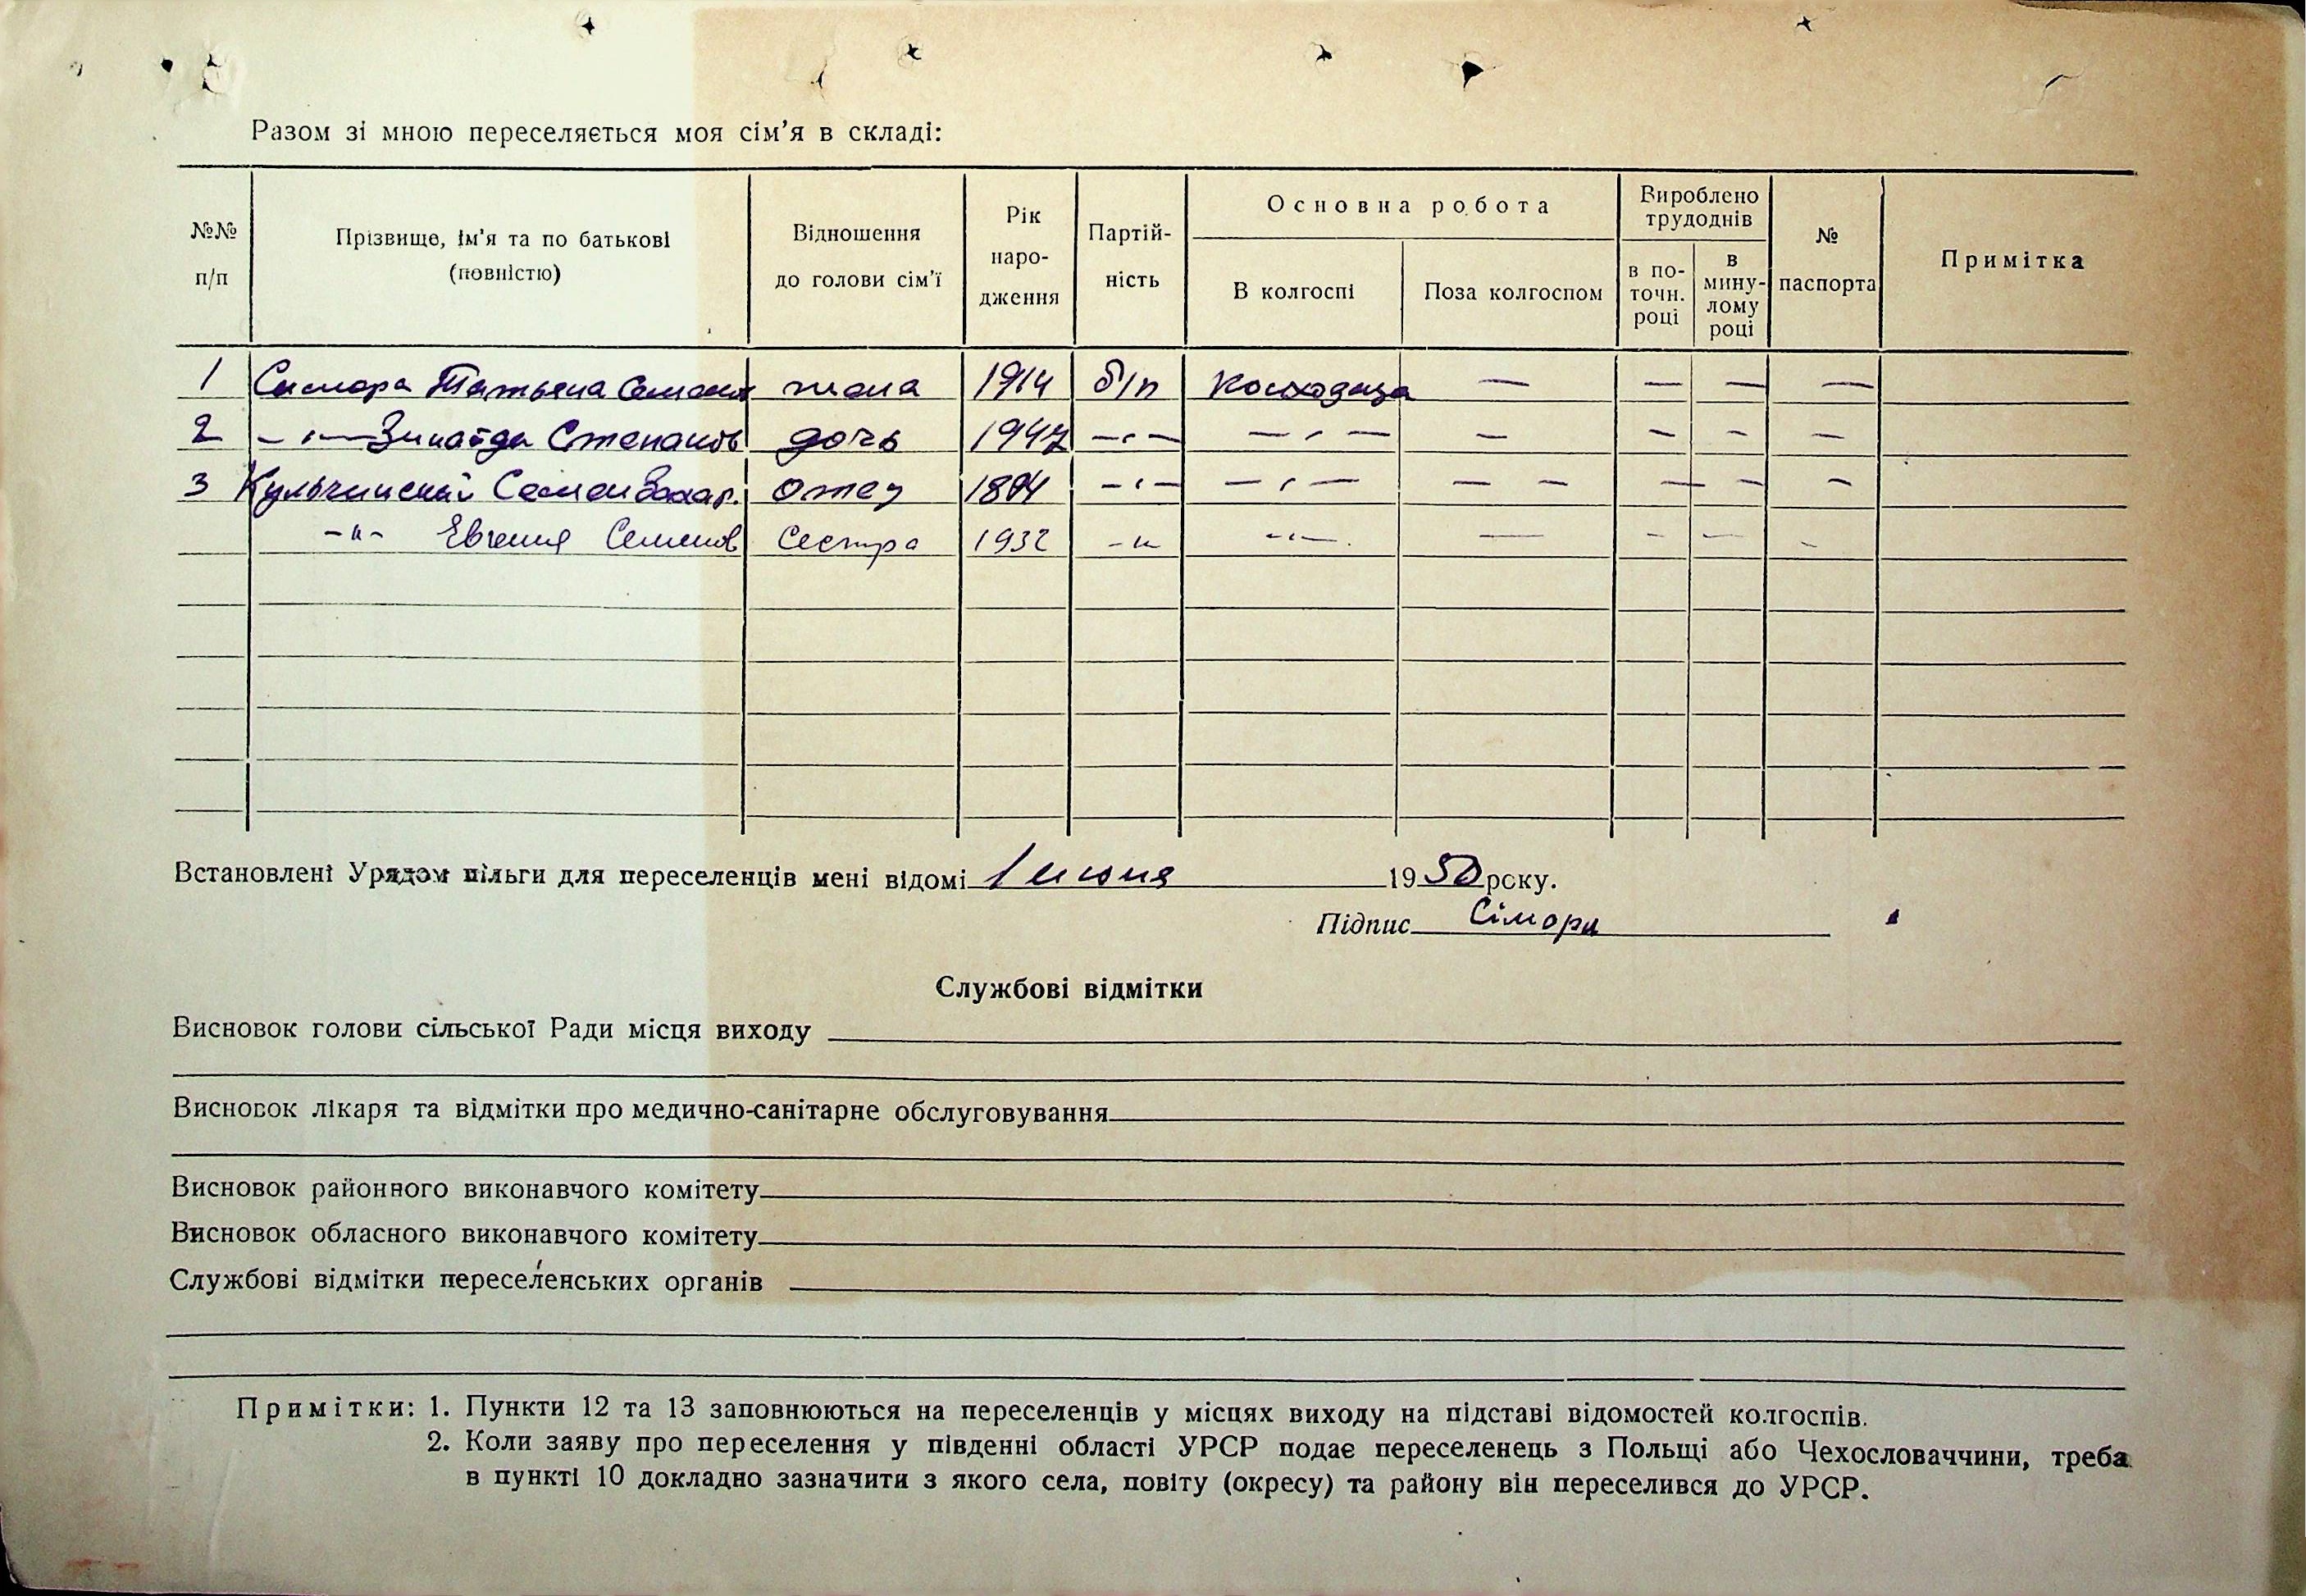 Разом зі мною переселяється моя сім'я в складі:
№№ п/п
Прізвище, ім'я та по батькові (повністю)
Відношення до голови сім'ї
Рік народження
Партійність
Основна робота
В колгоспі
Поза колгоспом
Вироблено трудоднів
в поточн. році
в минулому році
№ паспорта
Примітка
1 Симора Татьяна Семен жена 1914 б/п колхозница — — — —
2 —„— Зинаида Степанов дочь 1947 —„— —„— — — — —
3 Кульчинский Семен Захар. Отец —„— —„— — — — — —
-"- Евгения Семенов Сестра 1932 -"- -"- — — — —
Встановлені Урядом пільги для переселенців мені відомі 1 июня 1950 року.
Підпис Сімора
Службові відмітки
Висновок голови сільської Ради місця виходу
Висновок лікаря та відмітки про медично-санітарне обслуговування
Висновок районного виконавчого комітету
Висновок обласного виконавчого комітету
Службові відмітки переселенських органів
Примітки: 1. Пункти 12 та 13 заповнюються на переселенців у місцях виходу на підставі відомостей колгоспів.
2. Коли заяву про переселення у південні області УРСР подає переселенець з Польщі або Чехословаччини, треба
в пункті 10 докладно зазначити з якого села, повіту (окресу) та району він переселився до УРСР.